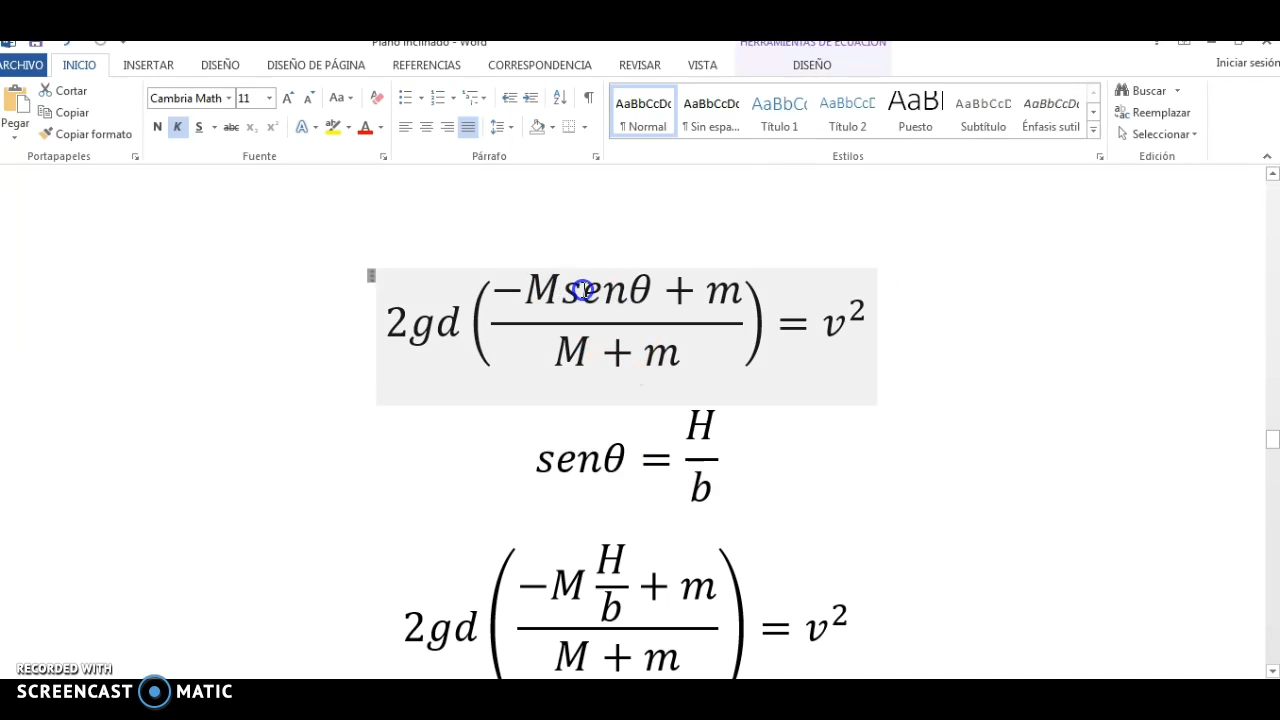 Plano Inclinado - Word
HERRAMIENTAS DE ECUACIÓN
ARCHIVO INICIO INSERTAR DISEÑO DISEÑO DE PÁGINA REFERENCIAS CORRESPONDENCIA REVISAR VISTA DISEÑO Iniciar sesión
Pegar
Cortar
Copiar
Copiar formato
Portapapeles
Cambria Math 11
N K S abc x₂ x² A A
Fuente
Párrafo
AaBbCcDc AaBbCcDc AaBbCc AaBbCcD AaBl AaBbCcD AaBbCcDc
¶ Normal ¶ Sin espa... Título 1 Título 2 Puesto Subtítulo Énfasis sutil
Estilos
Buscar
Reemplazar
Seleccionar
Edición
2gd((−Msenθ + m)/(M + m)) = v²
senθ = H/b
2gd((−M H/b + m)/(M + m)) = v²
RECORDED WITH
SCREENCAST MATIC